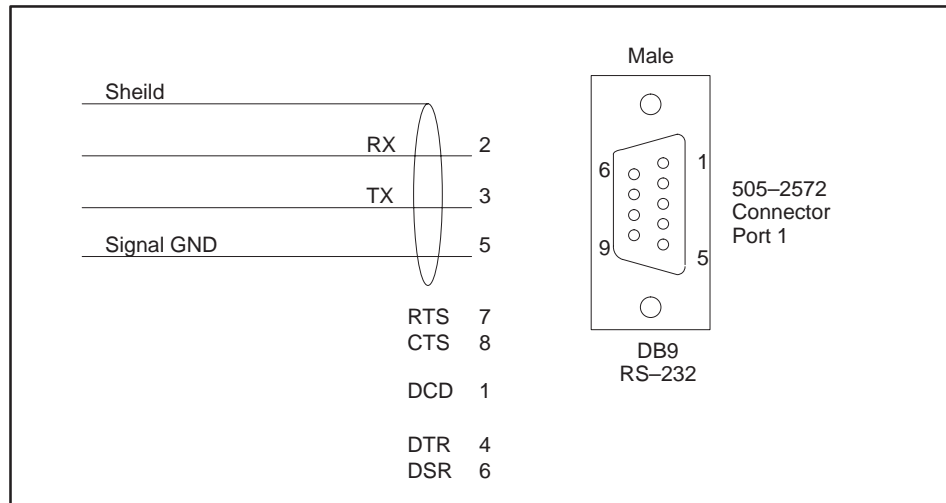 Sheild
RX 2
TX 3
Signal GND 5
RTS 7
CTS 8
DCD 1
DTR 4
DSR 6
Male
6 1
9 5
505–2572
Connector
Port 1
DB9
RS–232